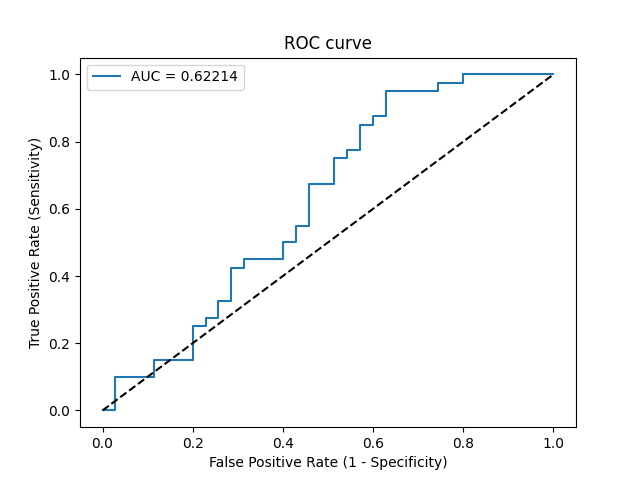 ROC curve
AUC = 0.62214
True Positive Rate (Sensitivity)
1.0
0.8
0.6
0.4
0.2
0.0
0.0 0.2 0.4 0.6 0.8 1.0
False Positive Rate (1 - Specificity)